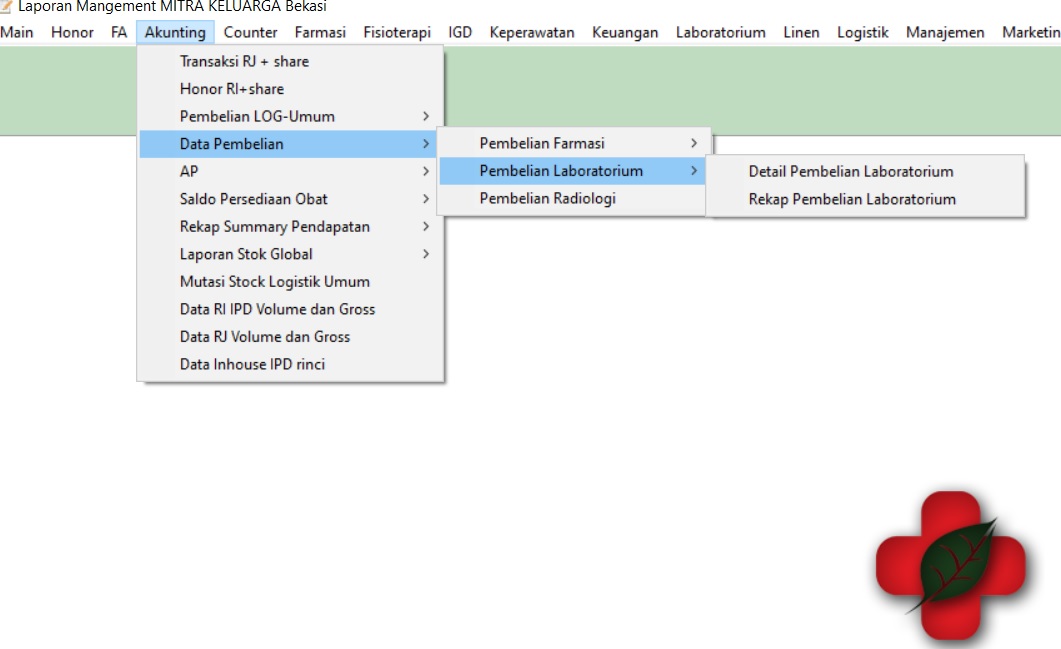 Laporan Mangement MITRA KELUARGA Bekasi
Main Honor FA Akunting Counter Farmasi Fisioterapi IGD Keperawatan Keuangan Laboratorium Linen Logistik Manajemen Marketin
Transaksi RJ + share
Honor RI+share
Pembelian LOG-Umum
Data Pembelian
AP
Saldo Persediaan Obat
Rekap Summary Pendapatan
Laporan Stok Global
Mutasi Stock Logistik Umum
Data RI IPD Volume dan Gross
Data RJ Volume dan Gross
Data Inhouse IPD rinci
Pembelian Farmasi
Pembelian Laboratorium
Pembelian Radiologi
Detail Pembelian Laboratorium
Rekap Pembelian Laboratorium